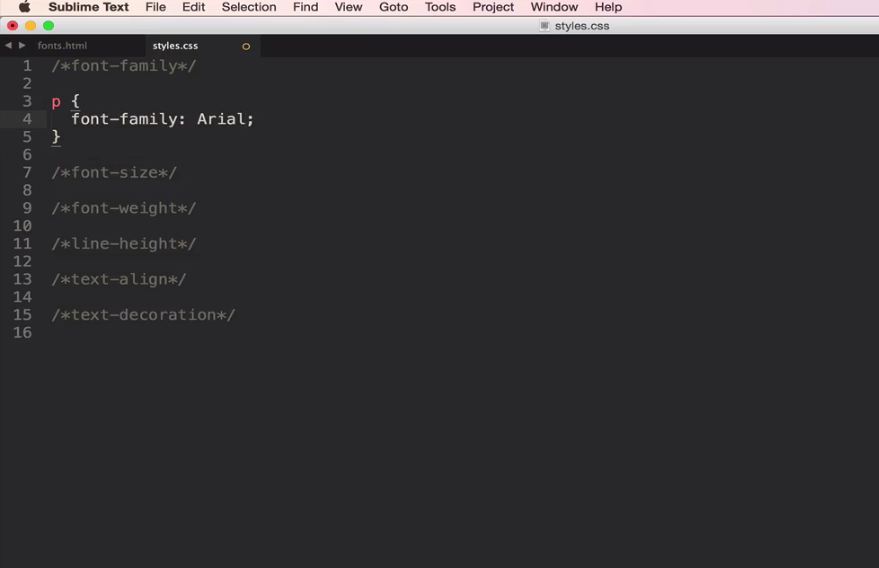 Sublime Text File Edit Selection Find View Goto Tools Project Window Help
styles.css
fonts.html styles.css
1 /*font-family*/
2
3 p {
4 font-family: Arial;
5 }
6
7 /*font-size*/
8
9 /*font-weight*/
10
11 /*line-height*/
12
13 /*text-align*/
14
15 /*text-decoration*/
16